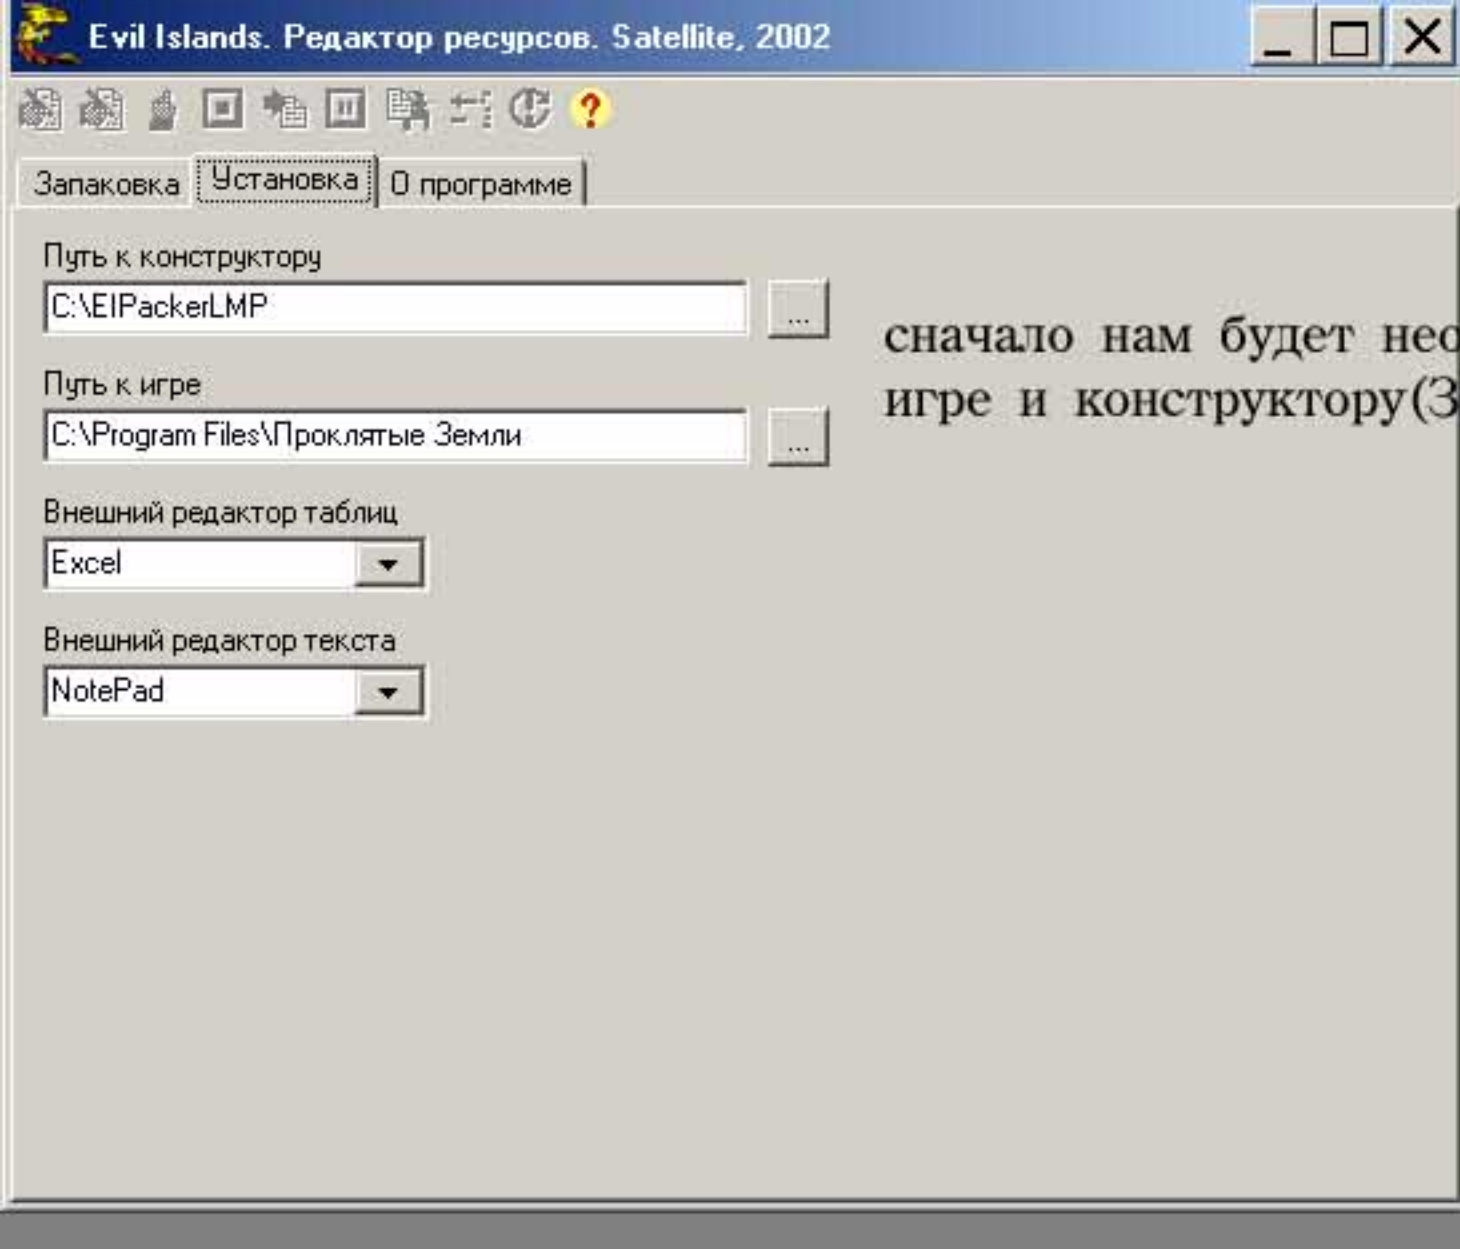 Evil Islands. Редактор ресурсов. Satellite, 2002
Запаковка Установка О программе
Путь к конструктору
C:\EIPackerLMP
...
сначало нам будет нео
игре и конструктору(З
Путь к игре
C:\Program Files\Проклятые Земли
...
Внешний редактор таблиц
Excel
Внешний редактор текста
NotePad